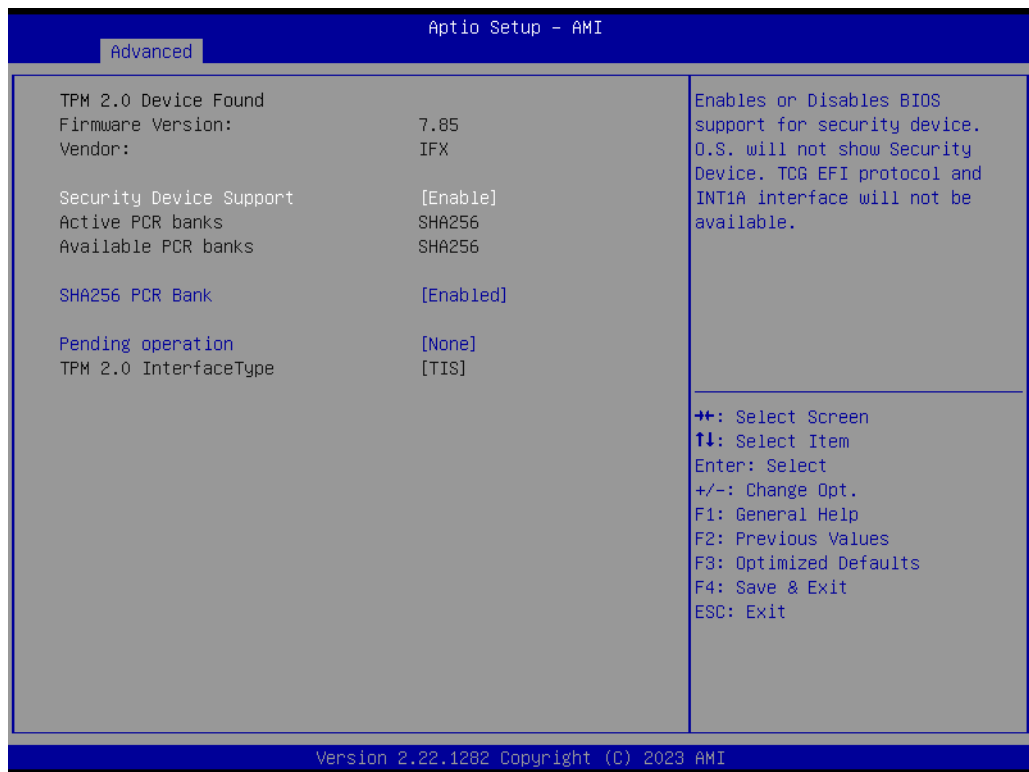 Aptio Setup – AMI
Advanced
TPM 2.0 Device Found
Firmware Version: 7.85
Vendor: IFX
Security Device Support [Enable]
Active PCR banks SHA256
Available PCR banks SHA256
SHA256 PCR Bank [Enabled]
Pending operation [None]
TPM 2.0 InterfaceType [TIS]
Enables or Disables BIOS
support for security device.
O.S. will not show Security
Device. TCG EFI protocol and
INT1A interface will not be
available.
→←: Select Screen
↑↓: Select Item
Enter: Select
+/-: Change Opt.
F1: General Help
F2: Previous Values
F3: Optimized Defaults
F4: Save & Exit
ESC: Exit
Version 2.22.1282 Copyright (C) 2023 AMI